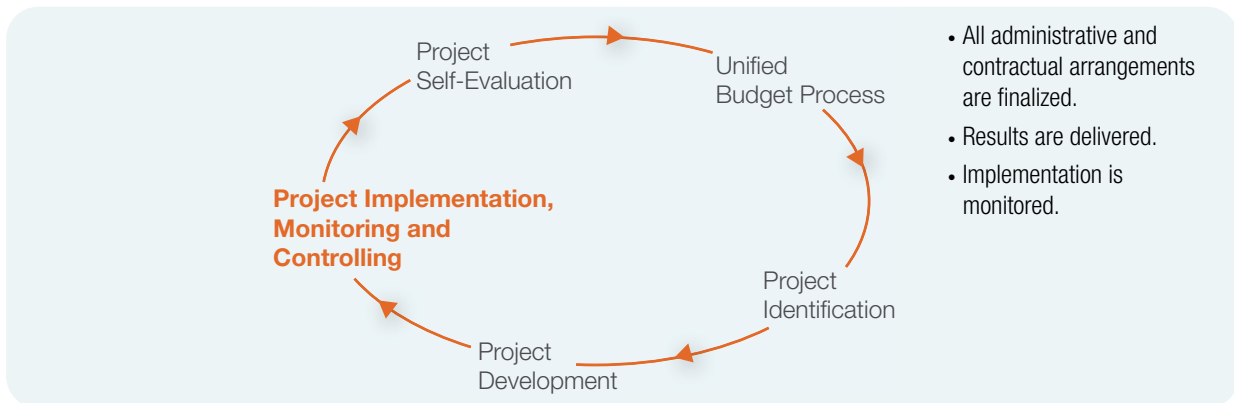 Project
Self-Evaluation
Unified
Budget Process
Project Implementation,
Monitoring and
Controlling
Project
Identification
Project
Development
• All administrative and
contractual arrangements
are finalized.
• Results are delivered.
• Implementation is
monitored.